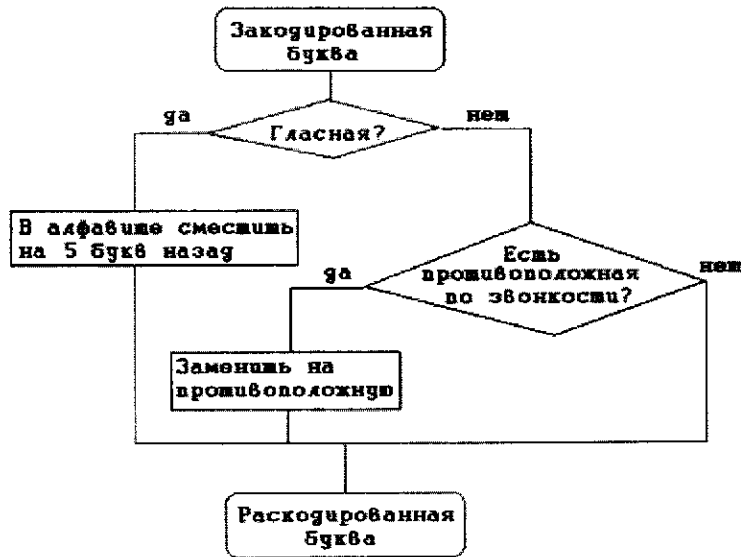 Закодированная
буква
да
Гласная?
нет
В алфавите сместить
на 5 букв назад
Есть
противоположная
по звонкости?
да
нет
Заменить на
противоположную
Раскодированная
буква